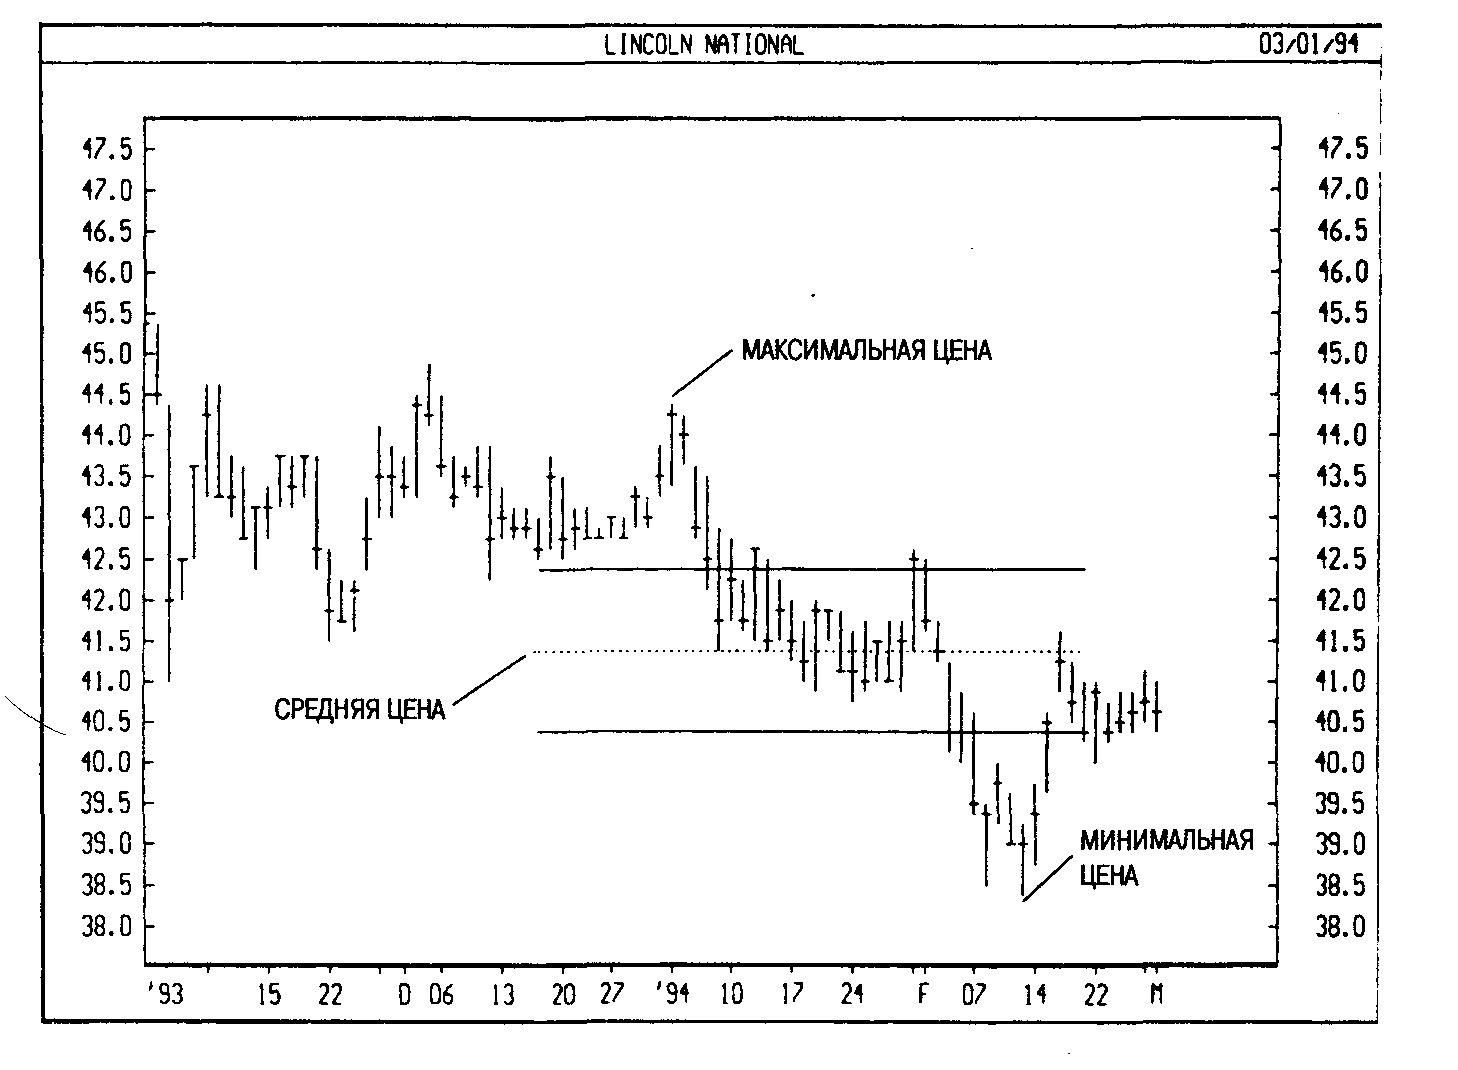 LINCOLN NATIONAL 03/01/94
47.5 47.5
47.0 47.0
46.5 46.5
46.0 46.0
45.5 45.5
45.0 МАКСИМАЛЬНАЯ ЦЕНА 45.0
44.5 44.5
44.0 44.0
43.5 43.5
43.0 43.0
42.5 42.5
42.0 42.0
41.5 41.5
41.0 41.0
СРЕДНЯЯ ЦЕНА
40.5 40.5
40.0 40.0
39.5 39.5
39.0 МИНИМАЛЬНАЯ 39.0
38.5 ЦЕНА 38.5
38.0 38.0
'93 15 22 D 06 13 20 27 '94 10 17 24 F 07 14 22 M